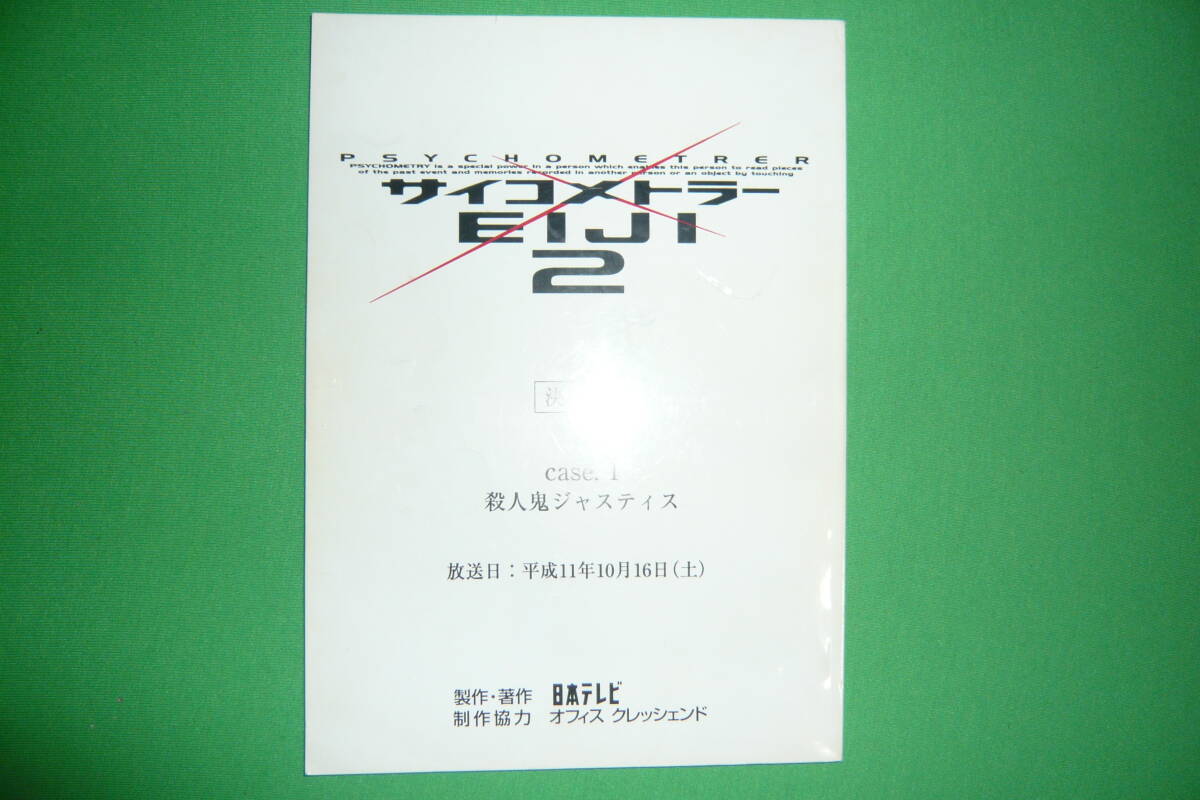 PSYCHOMETRER
PSYCHOMETRY is a special power in a person which enables this person to read pieces
of the past event and memories recorded in another person or an object by touching
サイコメトラー
EIJI
2
決
case. 1
殺人鬼ジャスティス
放送日：平成11年10月16日(土)
製作・著作 日本テレビ
制作協力 オフィス クレッシェンド